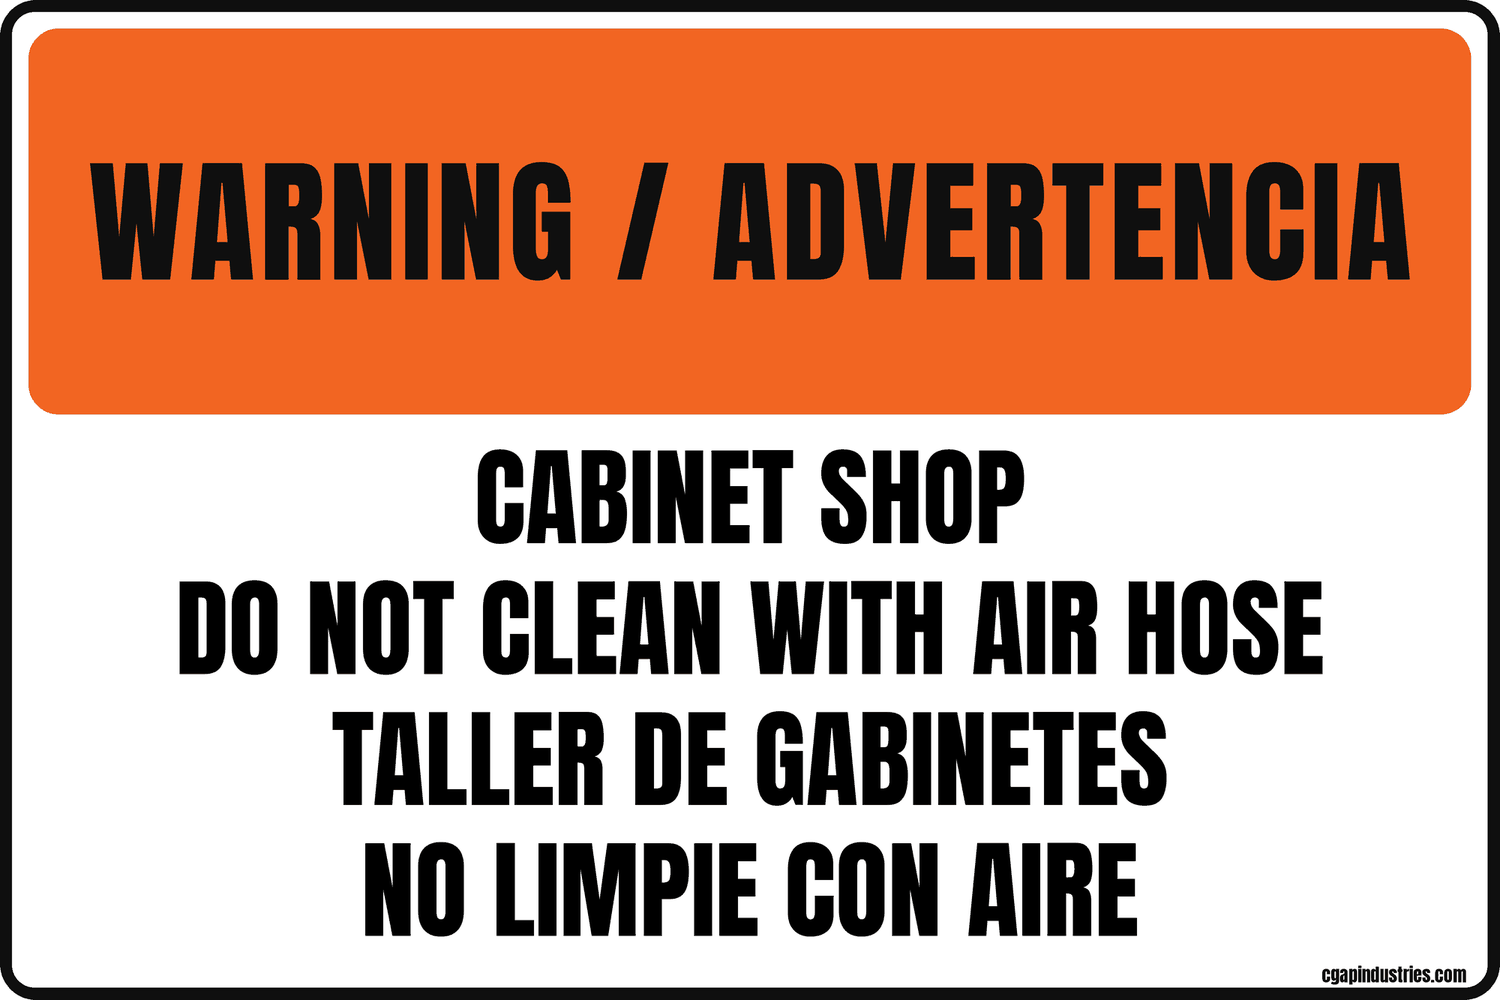 WARNING / ADVERTENCIA
CABINET SHOP
DO NOT CLEAN WITH AIR HOSE
TALLER DE GABINETES
NO LIMPIE CON AIRE
cgapindustries.com